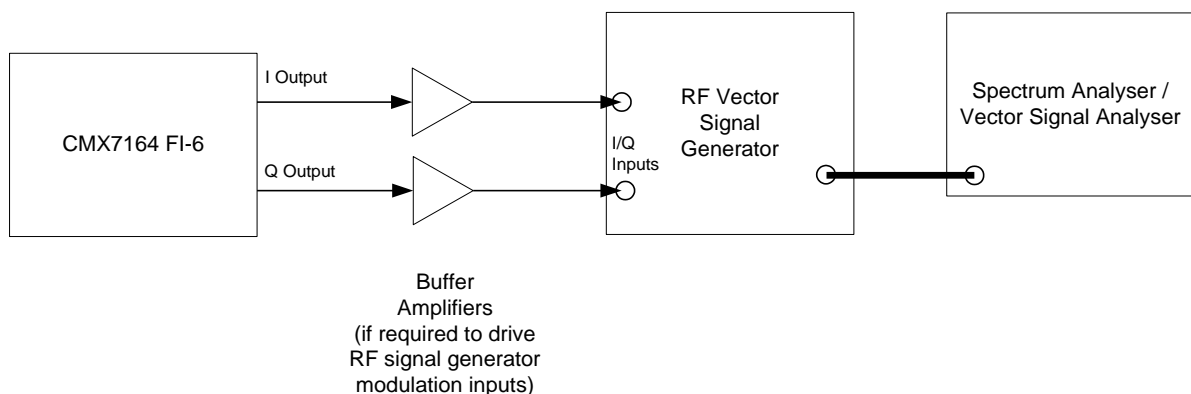 CMX7164 FI-6
I Output
Q Output
I/Q
Inputs
RF Vector
Signal
Generator
Spectrum Analyser /
Vector Signal Analyser
Buffer
Amplifiers
(if required to drive
RF signal generator
modulation inputs)